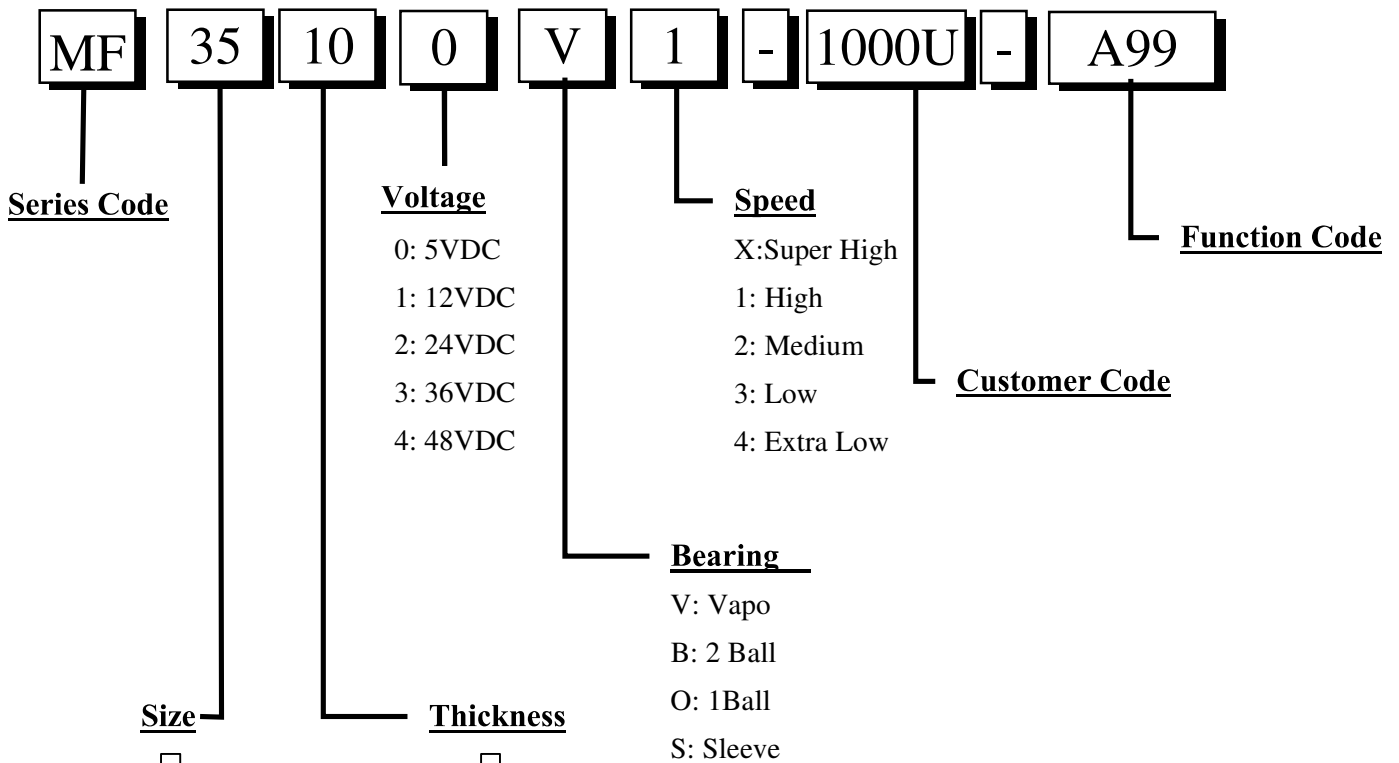 MF 35 10 0 V 1 - 1000U - A99
Series Code
Voltage
0: 5VDC
1: 12VDC
2: 24VDC
3: 36VDC
4: 48VDC
Speed
X:Super High
1: High
2: Medium
3: Low
4: Extra Low
Function Code
Customer Code
Bearing
V: Vapo
B: 2 Ball
O: 1Ball
S: Sleeve
Size
Thickness